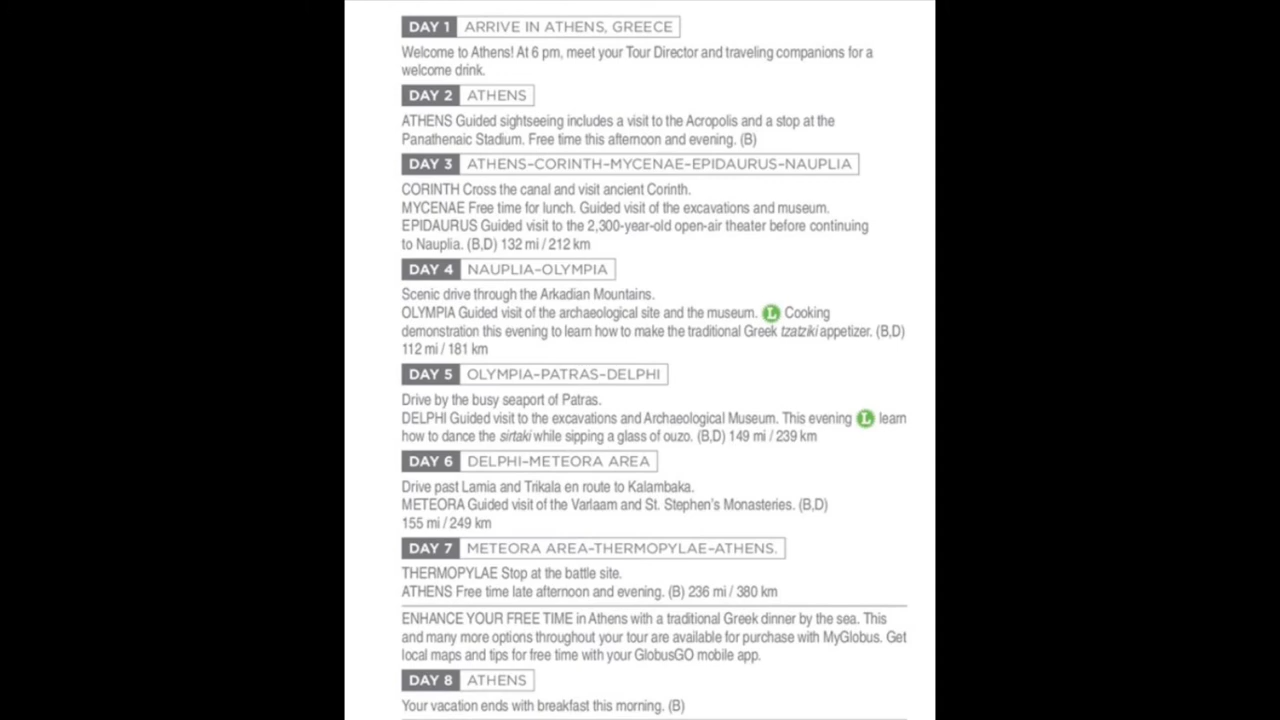 DAY 1 ARRIVE IN ATHENS, GREECE
Welcome to Athens! At 6 pm, meet your Tour Director and traveling companions for a
welcome drink.
DAY 2 ATHENS
ATHENS Guided sightseeing includes a visit to the Acropolis and a stop at the
Panathenaic Stadium. Free time this afternoon and evening. (B)
DAY 3 ATHENS–CORINTH–MYCENAE–EPIDAURUS–NAUPLIA
CORINTH Cross the canal and visit ancient Corinth.
MYCENAE Free time for lunch. Guided visit of the excavations and museum.
EPIDAURUS Guided visit to the 2,300-year-old open-air theater before continuing
to Nauplia. (B,D) 132 mi / 212 km
DAY 4 NAUPLIA–OLYMPIA
Scenic drive through the Arkadian Mountains.
OLYMPIA Guided visit of the archaeological site and the museum. L Cooking
demonstration this evening to learn how to make the traditional Greek tzatziki appetizer. (B,D)
112 mi / 181 km
DAY 5 OLYMPIA–PATRAS–DELPHI
Drive by the busy seaport of Patras.
DELPHI Guided visit to the excavations and Archaeological Museum. This evening L learn
how to dance the sirtaki while sipping a glass of ouzo. (B,D) 149 mi / 239 km
DAY 6 DELPHI–METEORA AREA
Drive past Lamia and Trikala en route to Kalambaka.
METEORA Guided visit of the Varlaam and St. Stephen's Monasteries. (B,D)
155 mi / 249 km
DAY 7 METEORA AREA–THERMOPYLAE–ATHENS.
THERMOPYLAE Stop at the battle site.
ATHENS Free time late afternoon and evening. (B) 236 mi / 380 km
ENHANCE YOUR FREE TIME in Athens with a traditional Greek dinner by the sea. This
and many more options throughout your tour are available for purchase with MyGlobus. Get
local maps and tips for free time with your GlobusGO mobile app.
DAY 8 ATHENS
Your vacation ends with breakfast this morning. (B)